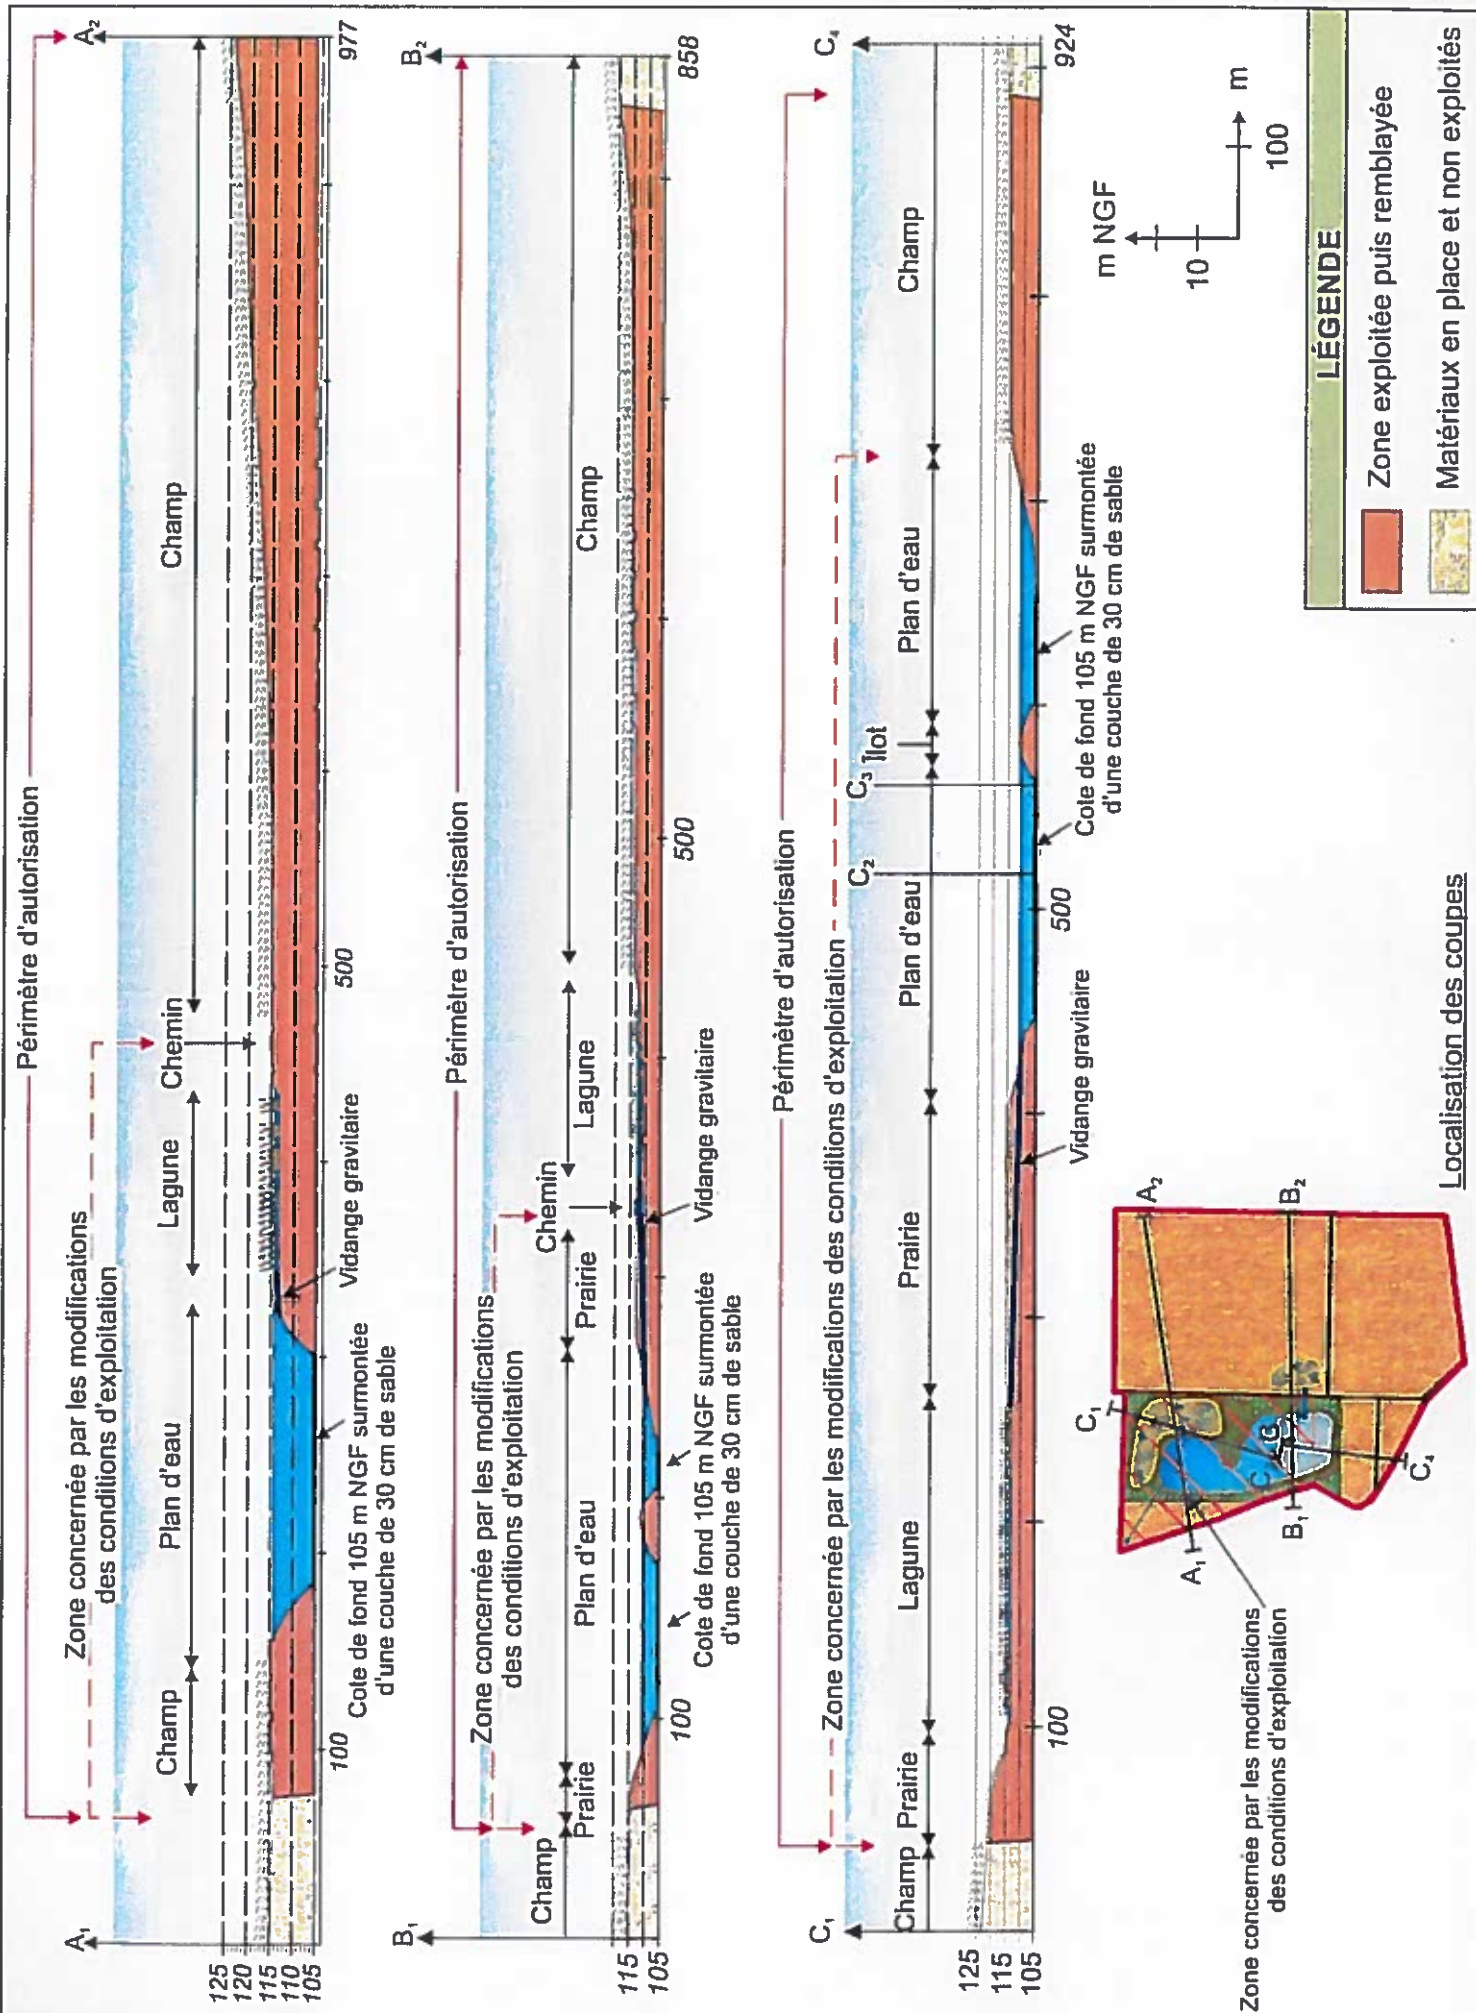 Périmètre d'autorisation
A₁
A₂
Zone concernée par les modifications
des conditions d'exploitation
Champ
Plan d'eau
Lagune
Chemin
Champ
125
120
115
110
105
100
500
977
Vidange gravitaire
Cote de fond 105 m NGF surmontée
d'une couche de 30 cm de sable
Périmètre d'autorisation
B₁
B₂
Zone concernée par les modifications
des conditions d'exploitation
Champ
Prairie
Plan d'eau
Prairie
Chemin
Lagune
Champ
115
105
100
500
858
Vidange gravitaire
Cote de fond 105 m NGF surmontée
d'une couche de 30 cm de sable
Périmètre d'autorisation
Zone concernée par les modifications des conditions d'exploitation
C₁
C₂
C₃
C₄
Champ
Prairie
Lagune
Prairie
Plan d'eau
Îlot
Plan d'eau
Champ
125
115
105
100
500
924
Vidange gravitaire
Cote de fond 105 m NGF surmontée
d'une couche de 30 cm de sable
m NGF
10
100
m
Zone concernée par les modifications
des conditions d'exploitation
A₁
A₂
B₁
B₂
C₁
C₄
Localisation des coupes
LÉGENDE
Zone exploitée puis remblayée
Matériaux en place et non exploités